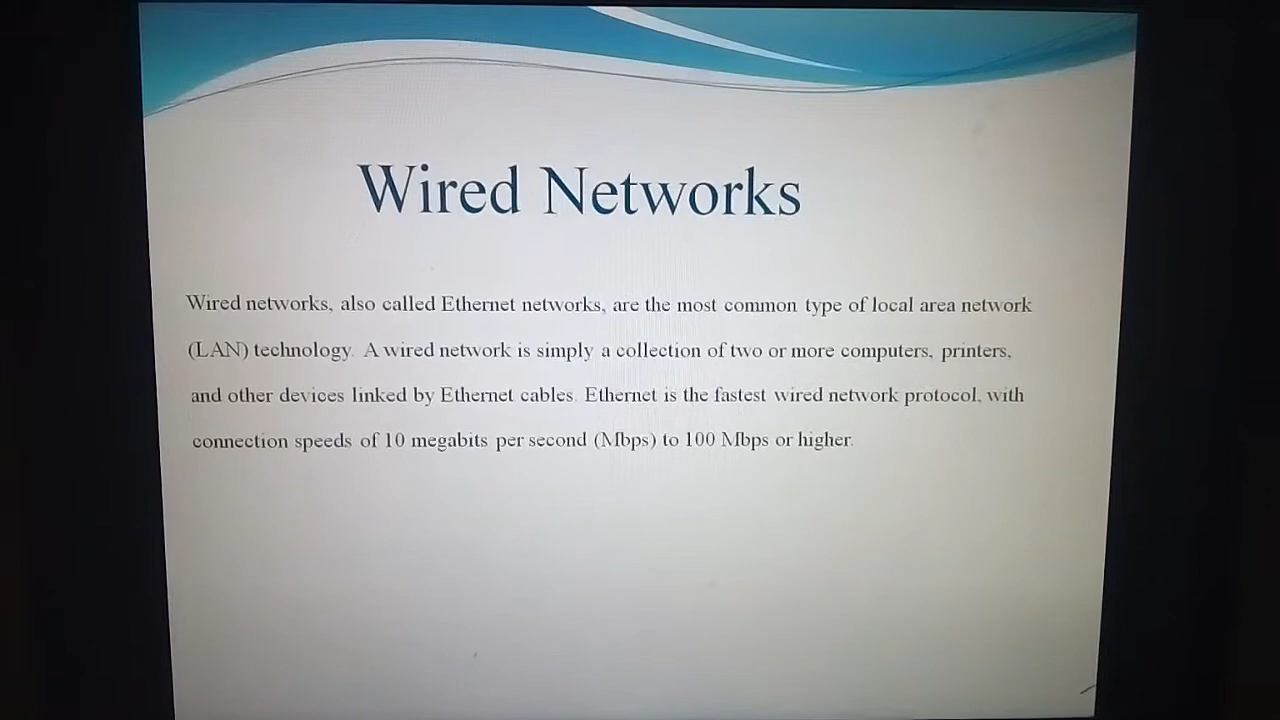 Wired Networks
Wired networks, also called Ethernet networks, are the most common type of local area network
(LAN) technology. A wired network is simply a collection of two or more computers, printers,
and other devices linked by Ethernet cables. Ethernet is the fastest wired network protocol, with
connection speeds of 10 megabits per second (Mbps) to 100 Mbps or higher.